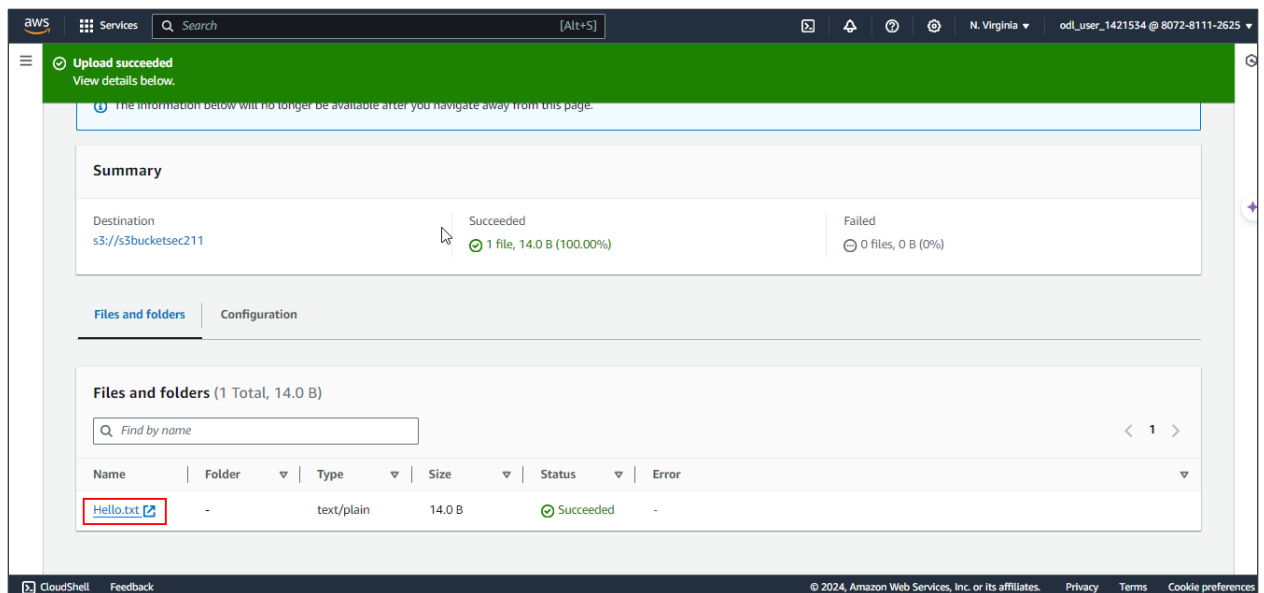 aws Services Search [Alt+S] N. Virginia odl_user_1421534 @ 8072-8111-2625
Upload succeeded
View details below.
The information below will no longer be available after you navigate away from this page.
Summary
Destination Succeeded Failed
s3://s3bucketsec211 1 file, 14.0 B (100.00%) 0 files, 0 B (0%)
Files and folders Configuration
Files and folders (1 Total, 14.0 B)
Find by name 1
Name Folder Type Size Status Error
Hello.txt - text/plain 14.0 B Succeeded -
CloudShell Feedback © 2024, Amazon Web Services, Inc. or its affiliates. Privacy Terms Cookie preferences